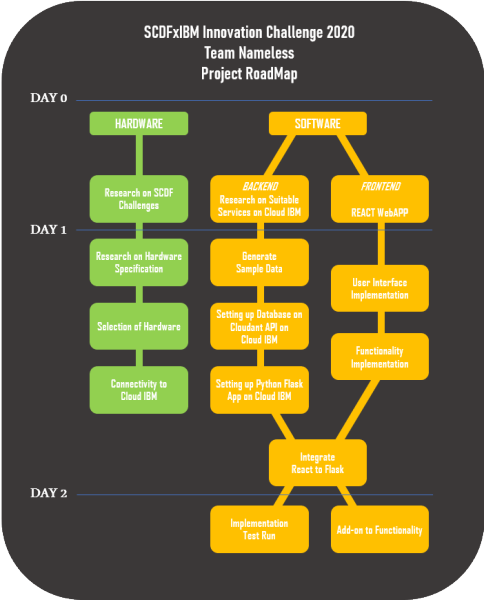 SCDFxIBM Innovation Challenge 2020
Team Nameless
Project RoadMap
DAY 0
HARDWARE
SOFTWARE
Research on SCDF
Challenges
BACKEND
Research on Suitable
Services on Cloud IBM
FRONTEND
REACT WebAPP
DAY 1
Research on Hardware
Specification
Generate
Sample Data
User Interface
Implementation
Selection of Hardware
Setting up Database on
Cloudant API on
Cloud IBM
Functionality
Implementation
Connectivity to
Cloud IBM
Setting up Python Flask
App on Cloud IBM
Integrate
React to Flask
DAY 2
Implementation
Test Run
Add-on to Functionality